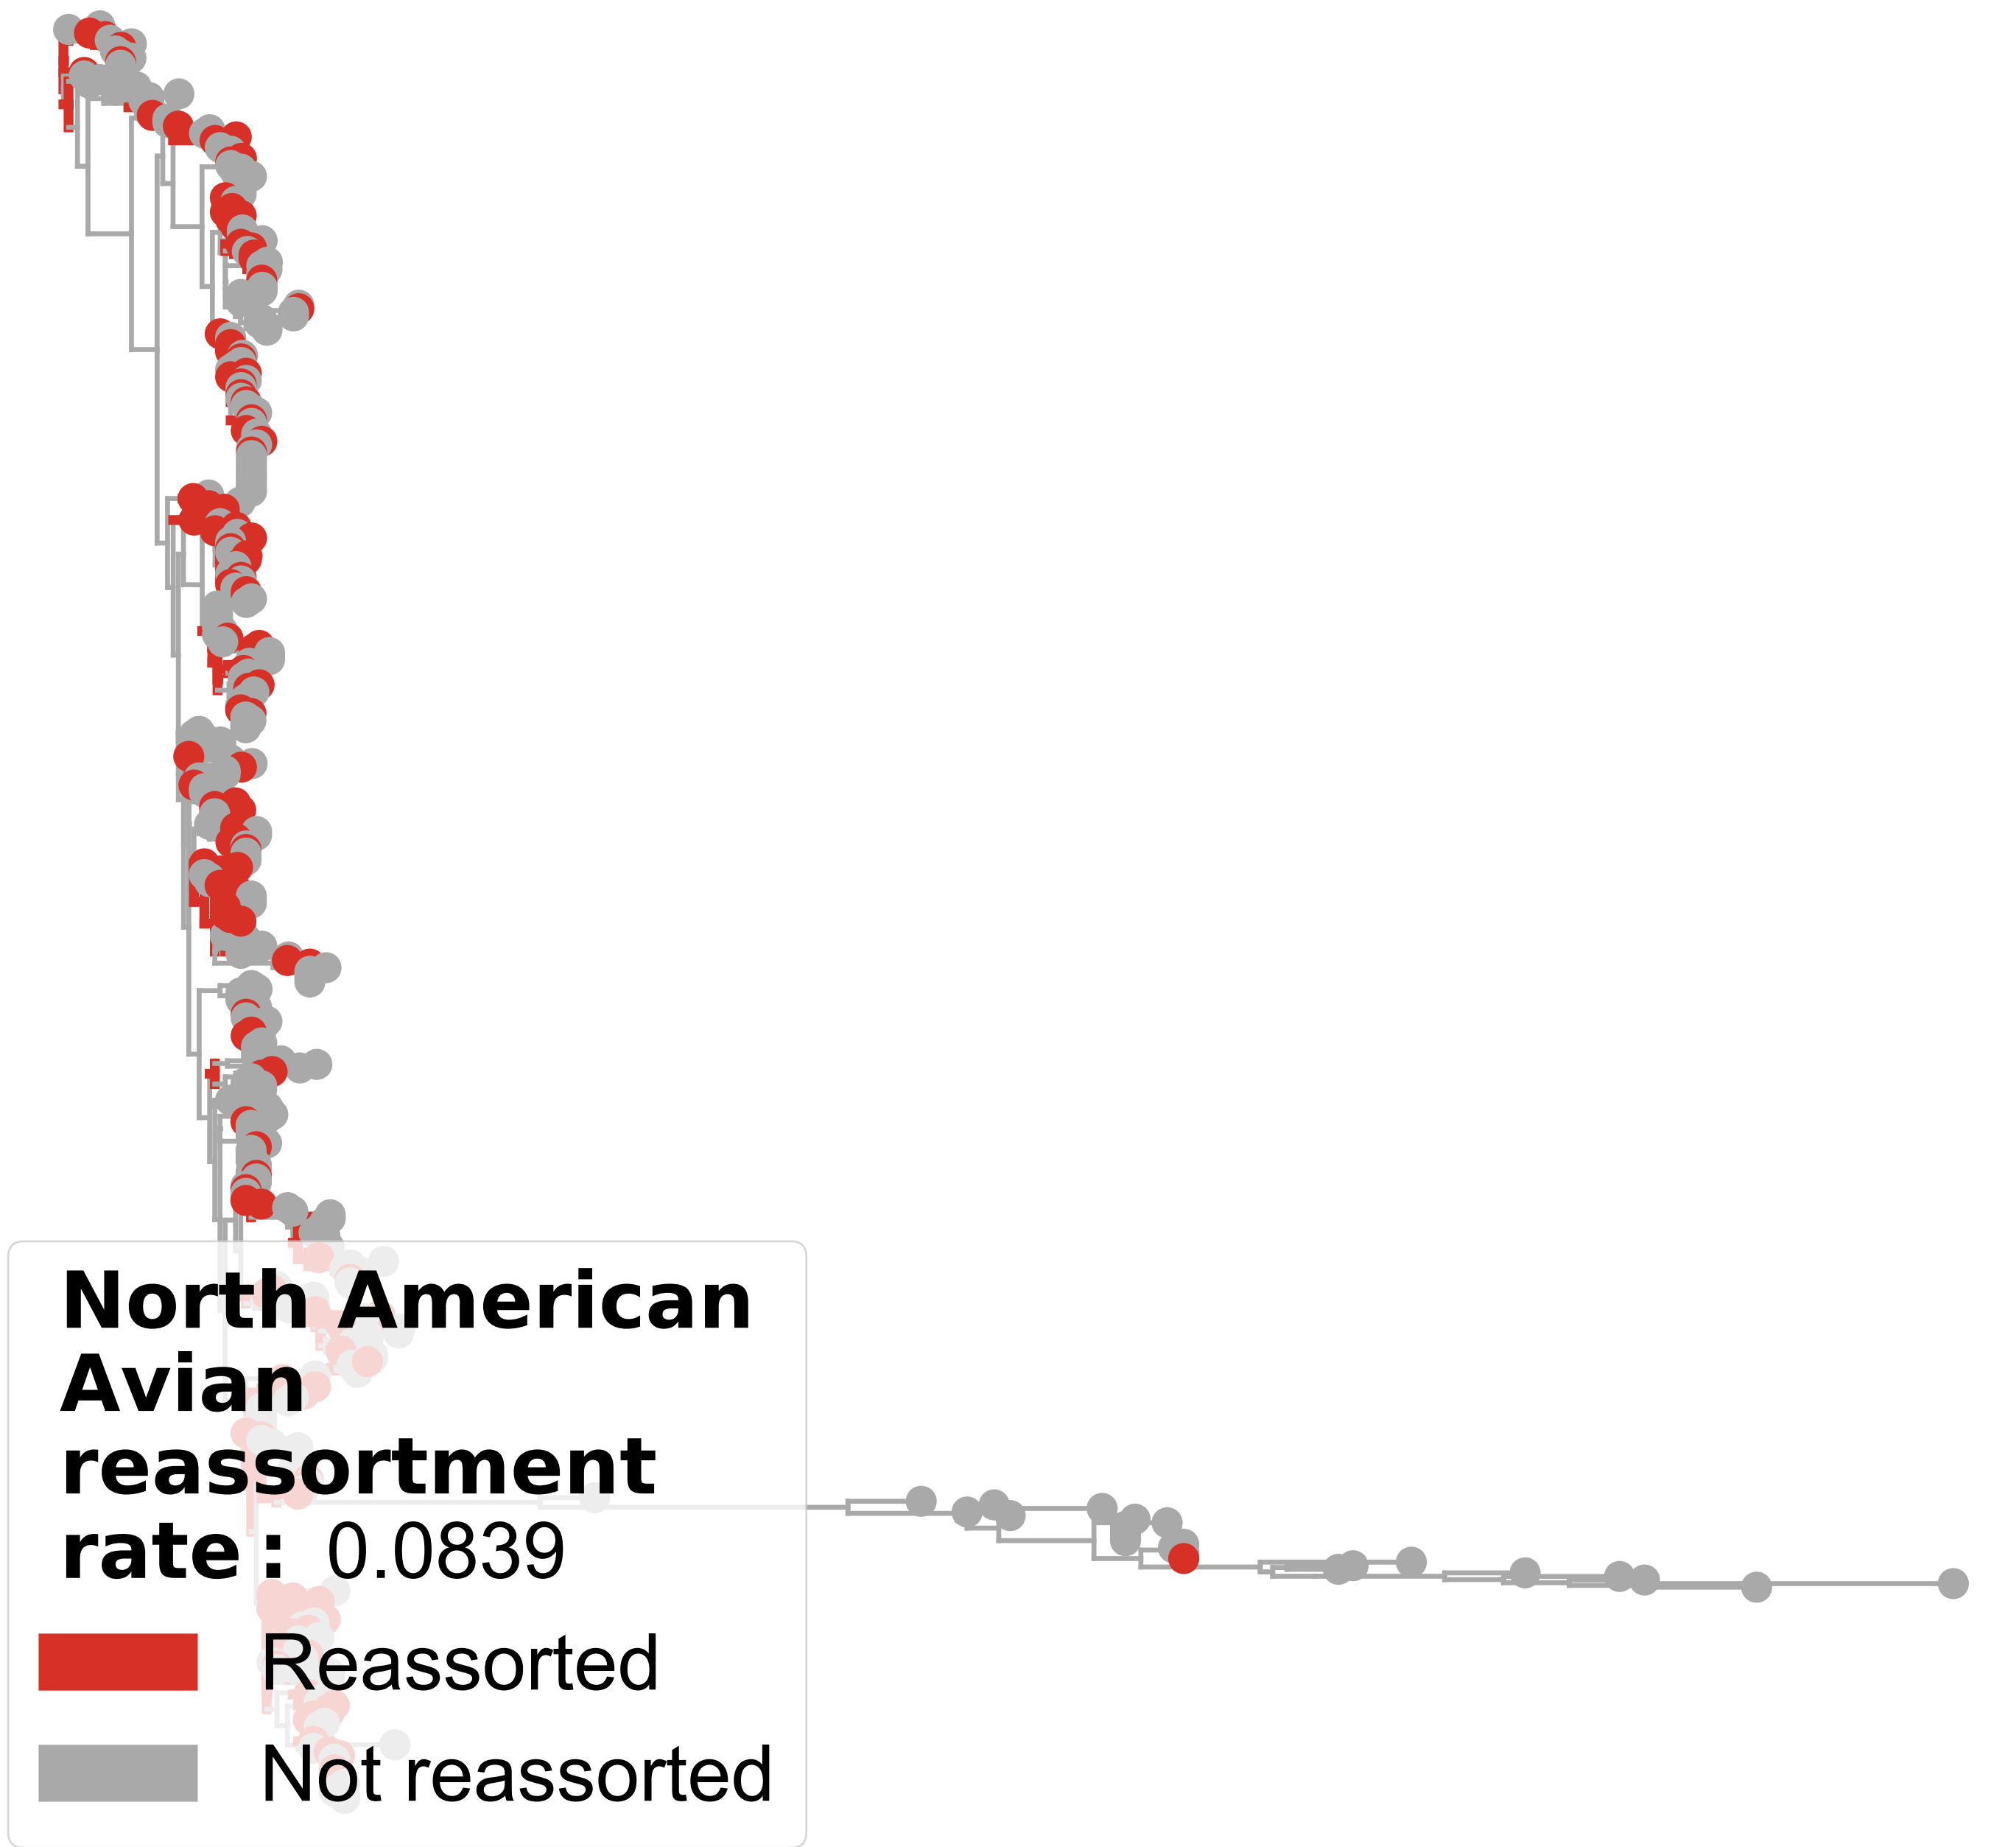 North American
Avian
reassortment
rate: 0.0839
Reassorted
Not reassorted